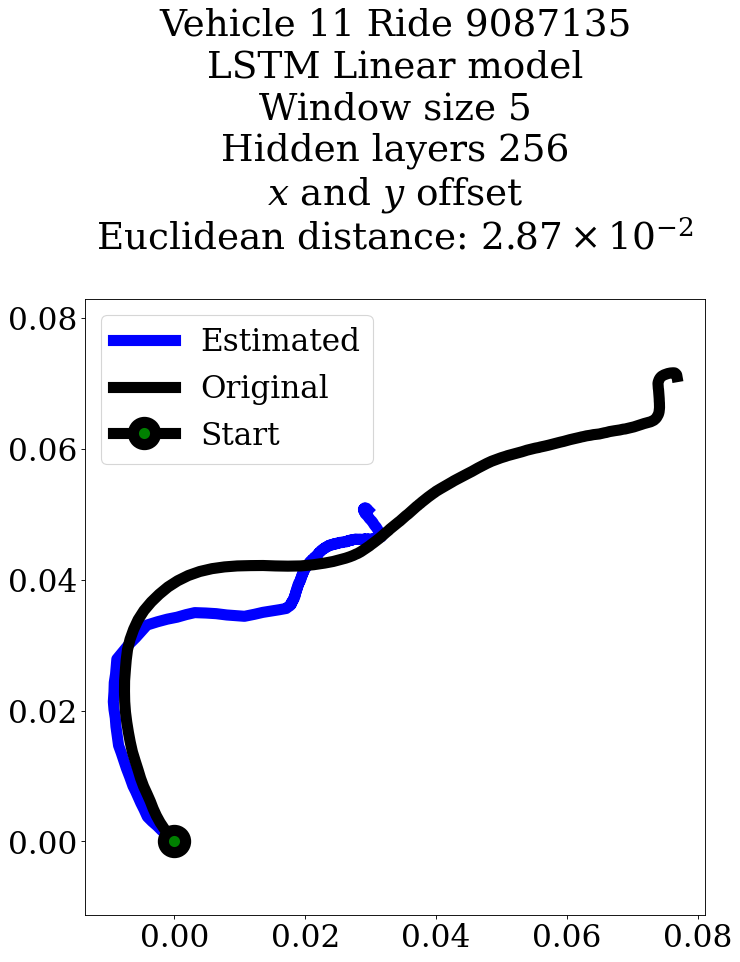 Vehicle 11 Ride 9087135
LSTM Linear model
Window size 5
Hidden layers 256
x and y offset
Euclidean distance: 2.87 × 10⁻²
0.08
0.06
0.04
0.02
0.00
Estimated
Original
Start
0.00 0.02 0.04 0.06 0.08